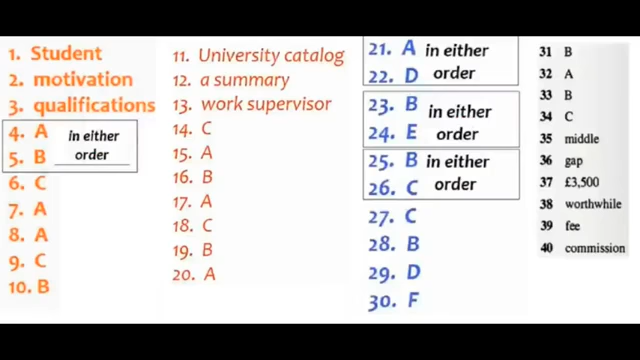 1. Student
2. motivation
3. qualifications
4. A
5. B
in either
order
6. C
7. A
8. A
9. C
10. B
11. University catalog
12. a summary
13. work supervisor
14. C
15. A
16. B
17. A
18. C
19. B
20. A
21. A
22. D
in either
order
23. B
24. E
in either
order
25. B
26. C
in either
order
27. C
28. B
29. D
30. F
31 B
32 A
33 B
34 C
35 middle
36 gap
37 £3,500
38 worthwhile
39 fee
40 commission